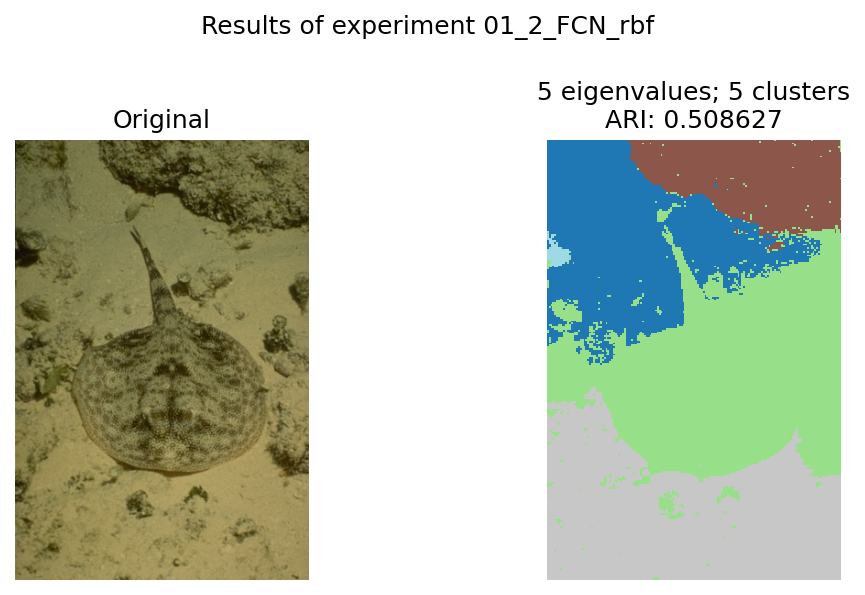 Results of experiment 01_2_FCN_rbf
Original
5 eigenvalues; 5 clusters
ARI: 0.508627